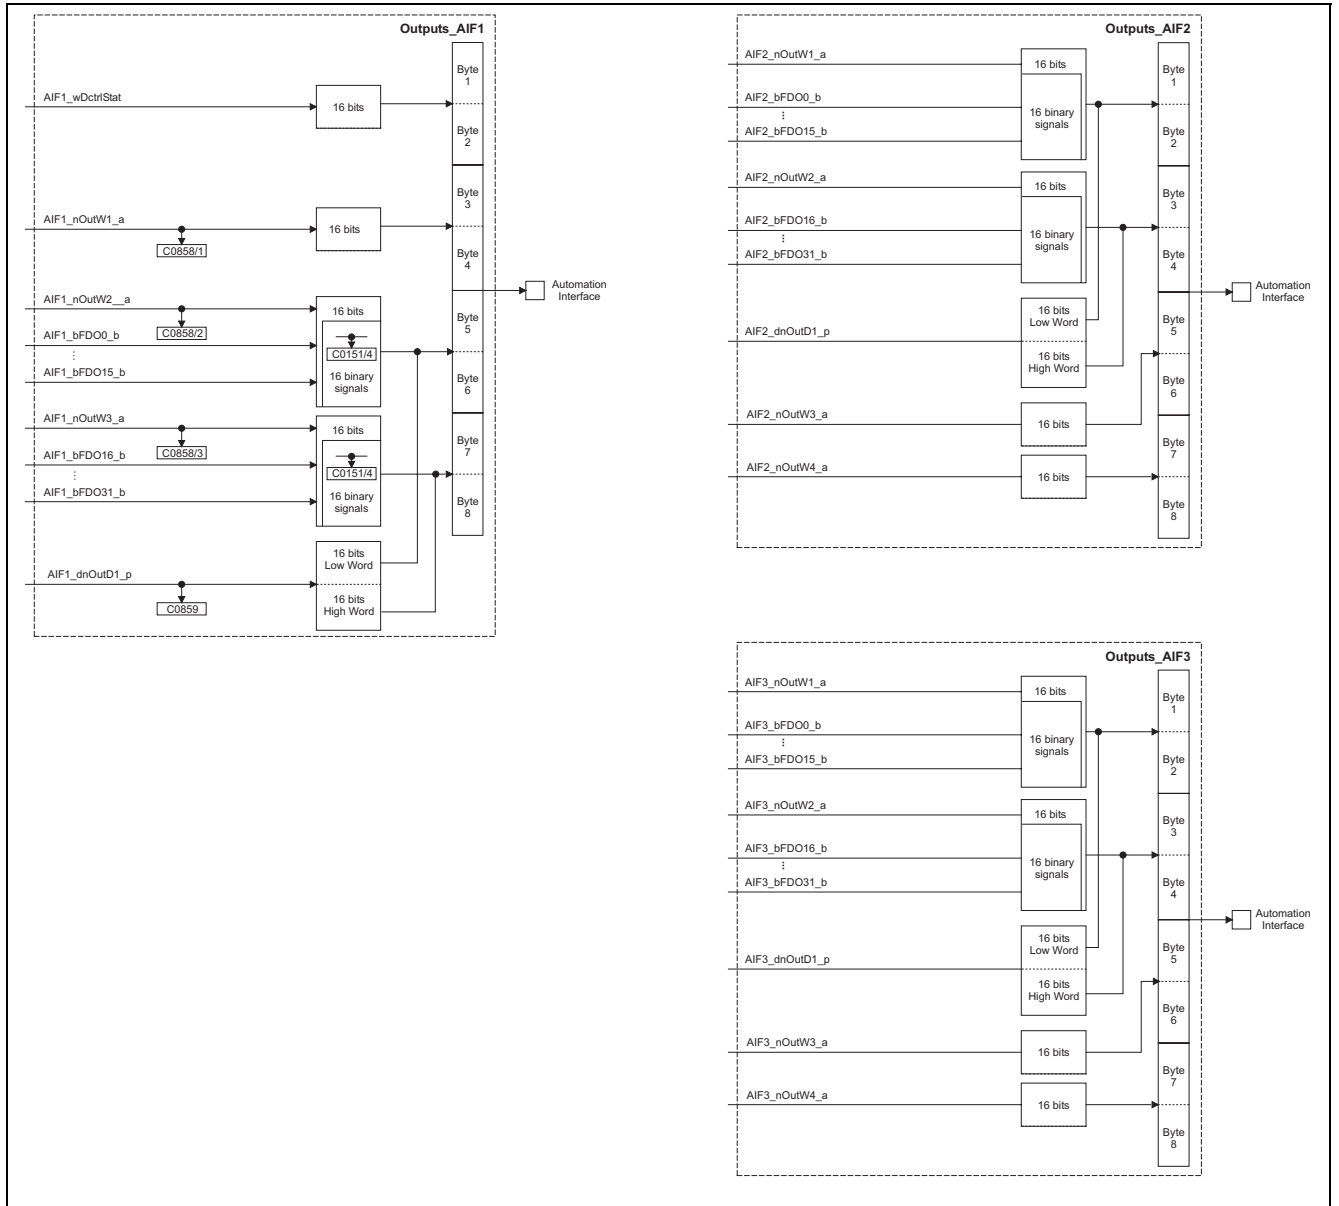 Outputs_AIF1
Byte
1
AIF1_wDctrlStat
16 bits
Byte
2
Byte
3
AIF1_nOutW1_a
16 bits
C0858/1
Byte
4
Automation
Interface
AIF1_nOutW2__a
16 bits
Byte
5
C0858/2
AIF1_bFDO0_b
C0151/4
⋮
AIF1_bFDO15_b
16 binary
signals
Byte
6
AIF1_nOutW3_a
16 bits
Byte
7
C0858/3
AIF1_bFDO16_b
C0151/4
⋮
AIF1_bFDO31_b
16 binary
signals
Byte
8
16 bits
Low Word
AIF1_dnOutD1_p
C0859
16 bits
High Word
Outputs_AIF2
AIF2_nOutW1_a
16 bits
Byte
1
AIF2_bFDO0_b
⋮
16 binary
signals
AIF2_bFDO15_b
Byte
2
AIF2_nOutW2_a
16 bits
Byte
3
AIF2_bFDO16_b
⋮
16 binary
signals
AIF2_bFDO31_b
Byte
4
Automation
Interface
16 bits
Low Word
Byte
5
AIF2_dnOutD1_p
16 bits
High Word
Byte
6
AIF2_nOutW3_a
16 bits
Byte
7
AIF2_nOutW4_a
16 bits
Byte
8
Outputs_AIF3
AIF3_nOutW1_a
16 bits
Byte
1
AIF3_bFDO0_b
⋮
16 binary
signals
AIF3_bFDO15_b
Byte
2
AIF3_nOutW2_a
16 bits
Byte
3
AIF3_bFDO16_b
⋮
16 binary
signals
AIF3_bFDO31_b
Byte
4
Automation
Interface
16 bits
Low Word
Byte
5
AIF3_dnOutD1_p
16 bits
High Word
Byte
6
AIF3_nOutW3_a
16 bits
Byte
7
AIF3_nOutW4_a
16 bits
Byte
8